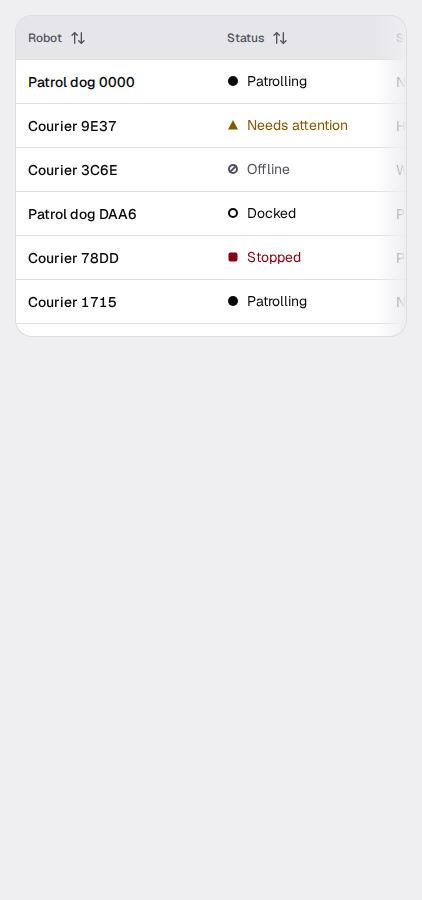 Robot Status
Patrol dog 0000 Patrolling
Courier 9E37 Needs attention
Courier 3C6E Offline
Patrol dog DAA6 Docked
Courier 78DD Stopped
Courier 1715 Patrolling